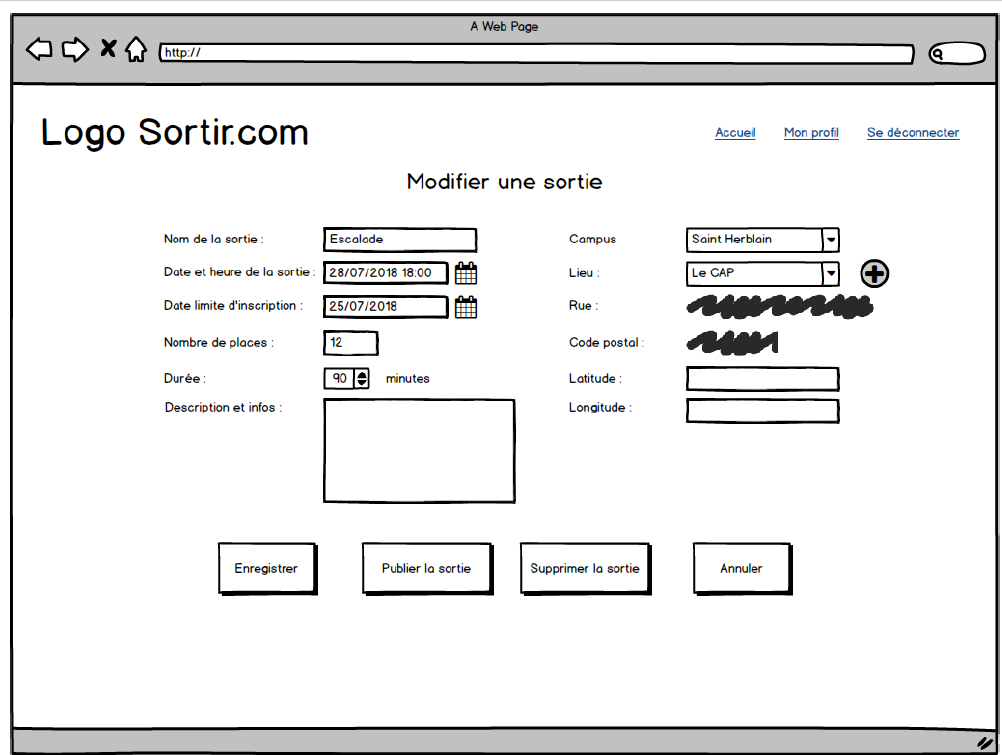 A Web Page
http://
Logo Sortir.com
Accueil Mon profil Se déconnecter
Modifier une sortie
Nom de la sortie : Escalade Campus Saint Herblain
Date et heure de la sortie : 28/07/2018 18:00 Lieu : Le CAP
Date limite d'inscription : 25/07/2018 Rue :
Nombre de places : 12 Code postal :
Durée : 90 minutes Latitude :
Description et infos : Longitude :
Enregistrer Publier la sortie Supprimer la sortie Annuler